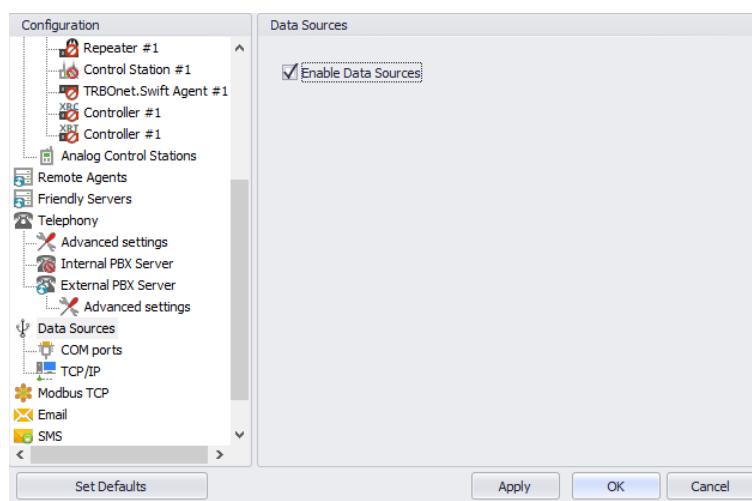 Configuration
Repeater #1
Control Station #1
TRBOnet.Swift Agent #1
XRC
Controller #1
XRT
Controller #1
Analog Control Stations
Remote Agents
Friendly Servers
Telephony
Advanced settings
Internal PBX Server
External PBX Server
Advanced settings
Data Sources
COM ports
TCP/IP
Modbus TCP
Email
SMS
Set Defaults
Data Sources
Enable Data Sources
Apply
OK
Cancel